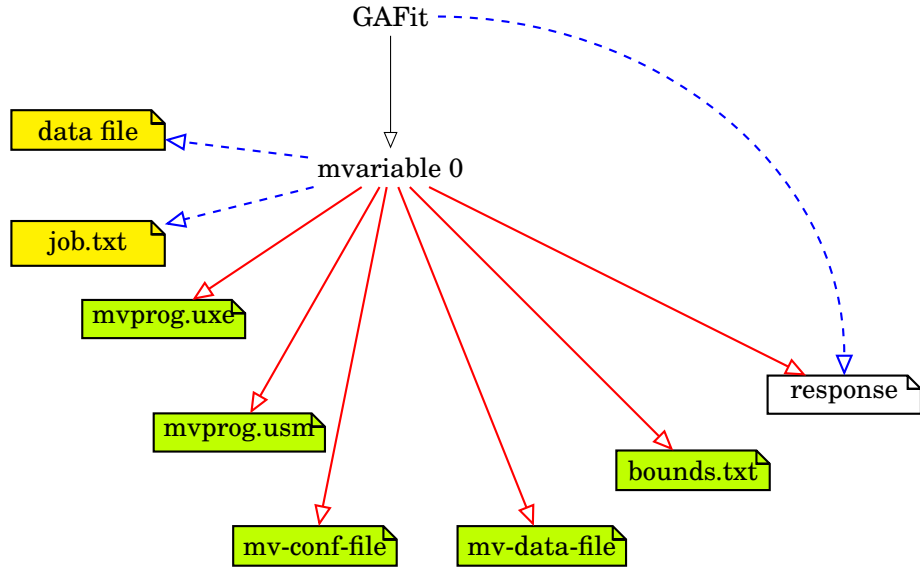 GAFit
data file
mvariable 0
job.txt
mvprog.uxe
response
mvprog.usm
bounds.txt
mv-conf-file
mv-data-file